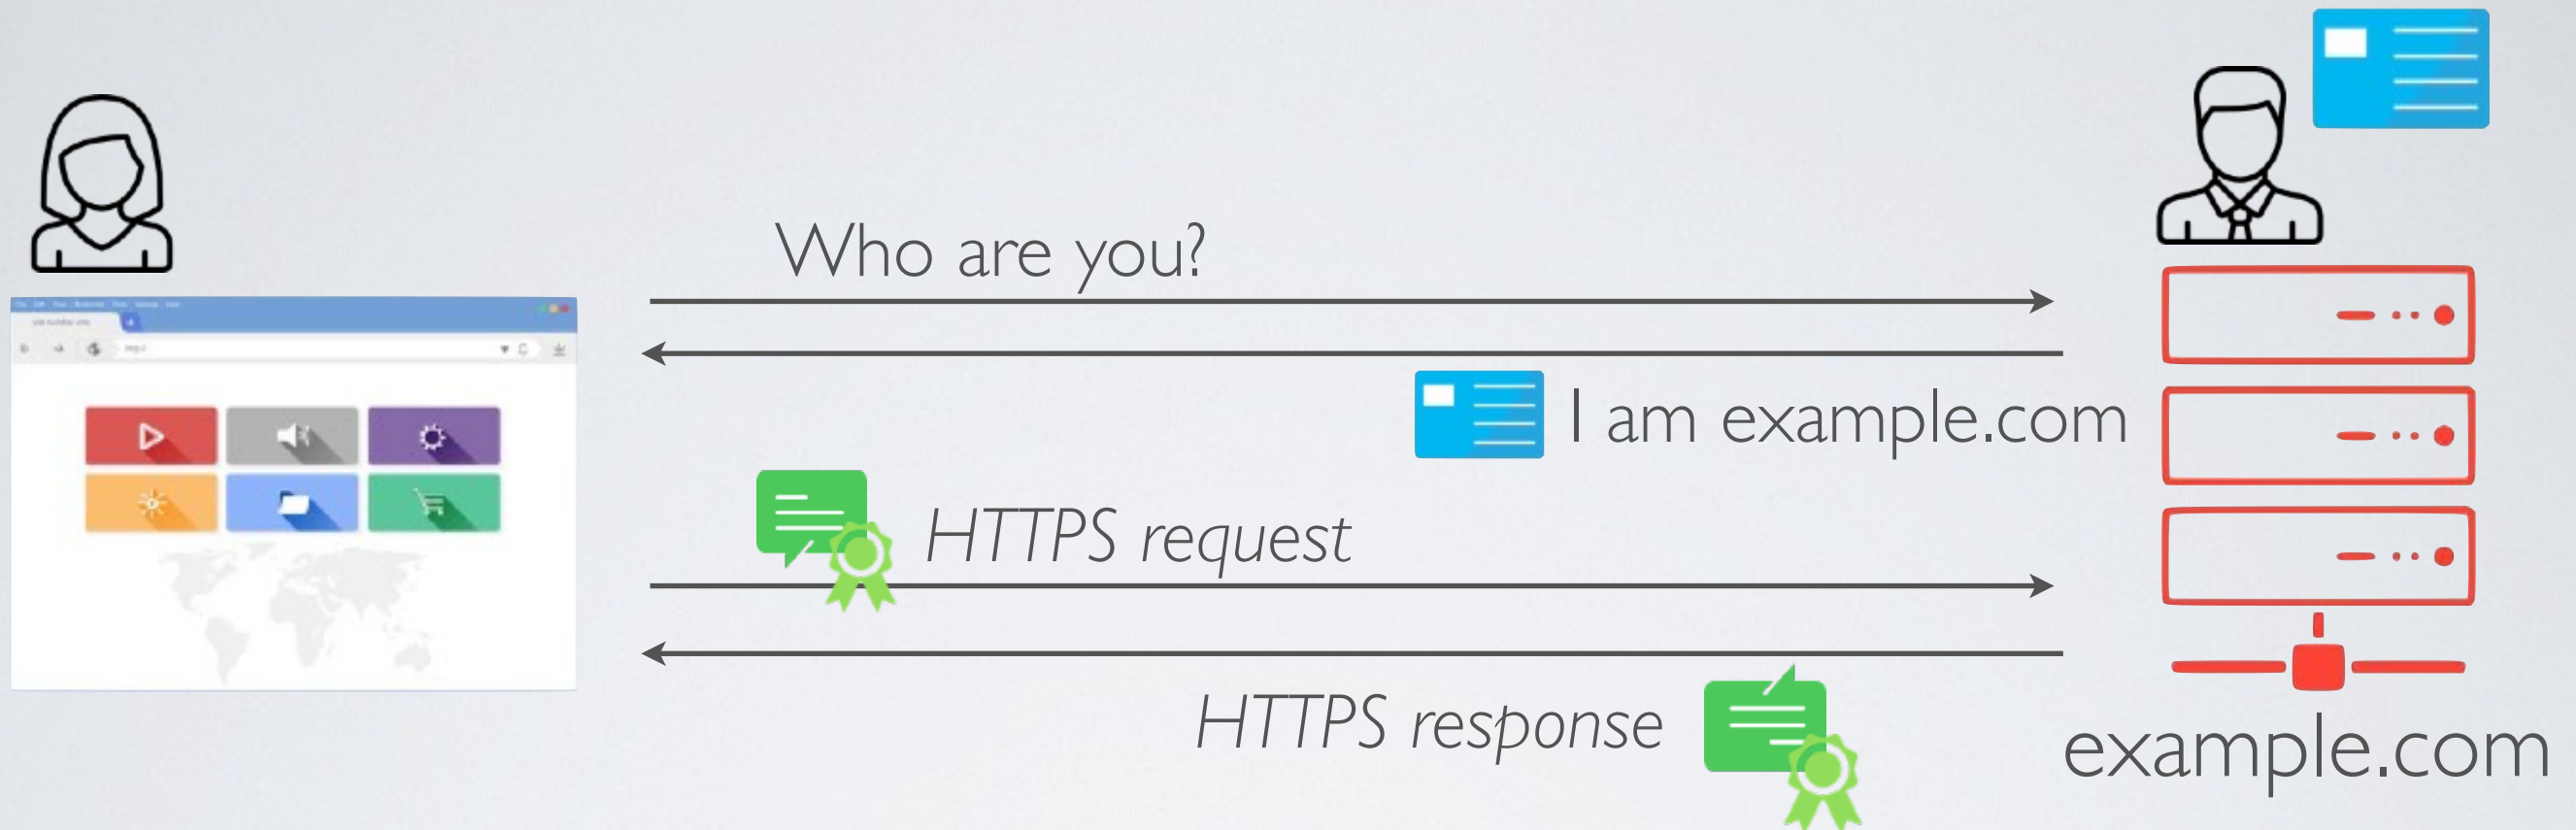 Who are you?
I am example.com
HTTPS request
HTTPS response
example.com